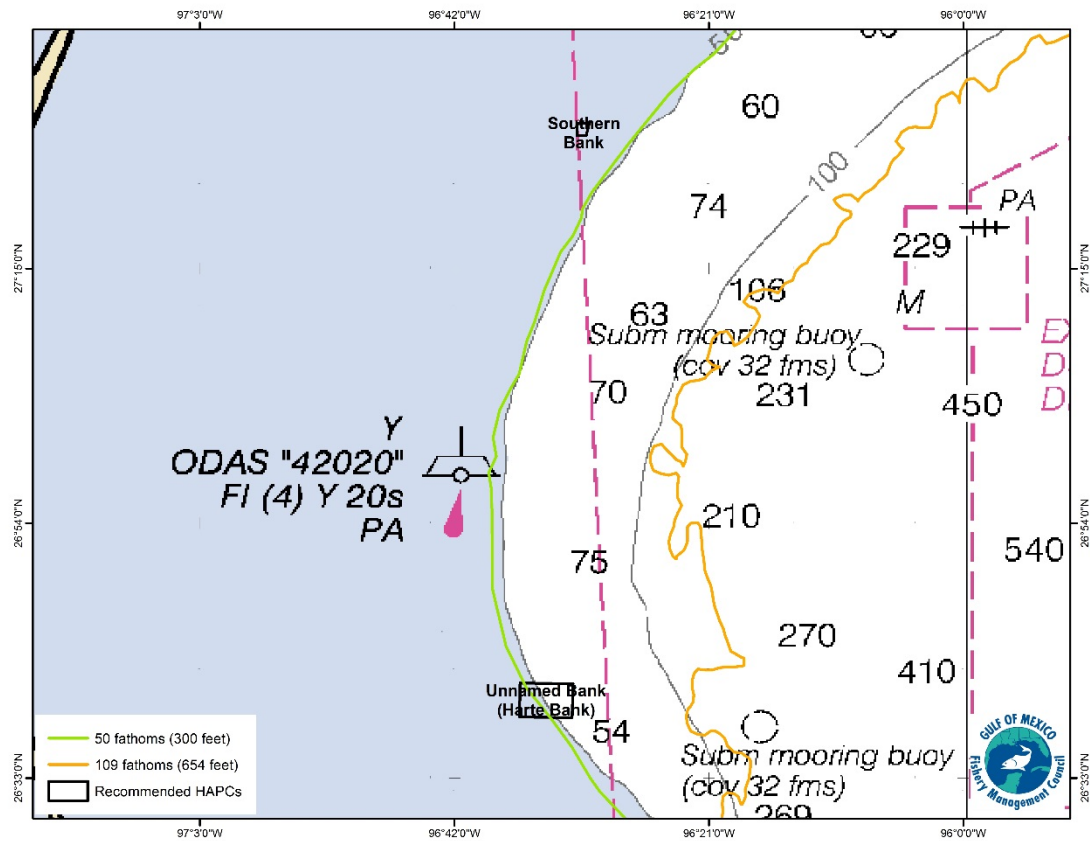 97°3'0"W
96°42'0"W
96°21'0"W
96°0'0"W
60
Southern
Bank
74
100
PA
229
27°15'0"N
27°15'0"N
106
M
63
Subm mooring buoy
(cov 32 fms)
70
231
450
Y
ODAS "42020"
Fl (4) Y 20s
PA
210
26°54'0"N
26°54'0"N
540
75
270
410
Unnamed Bank
(Harte Bank)
54
Subm mooring buoy
(cov 32 fms)
269
50 fathoms (300 feet)
109 fathoms (654 feet)
Recommended HAPCs
GULF OF MEXICO
Fishery Management Council
26°33'0"N
26°33'0"N
97°3'0"W
96°42'0"W
96°21'0"W
96°0'0"W